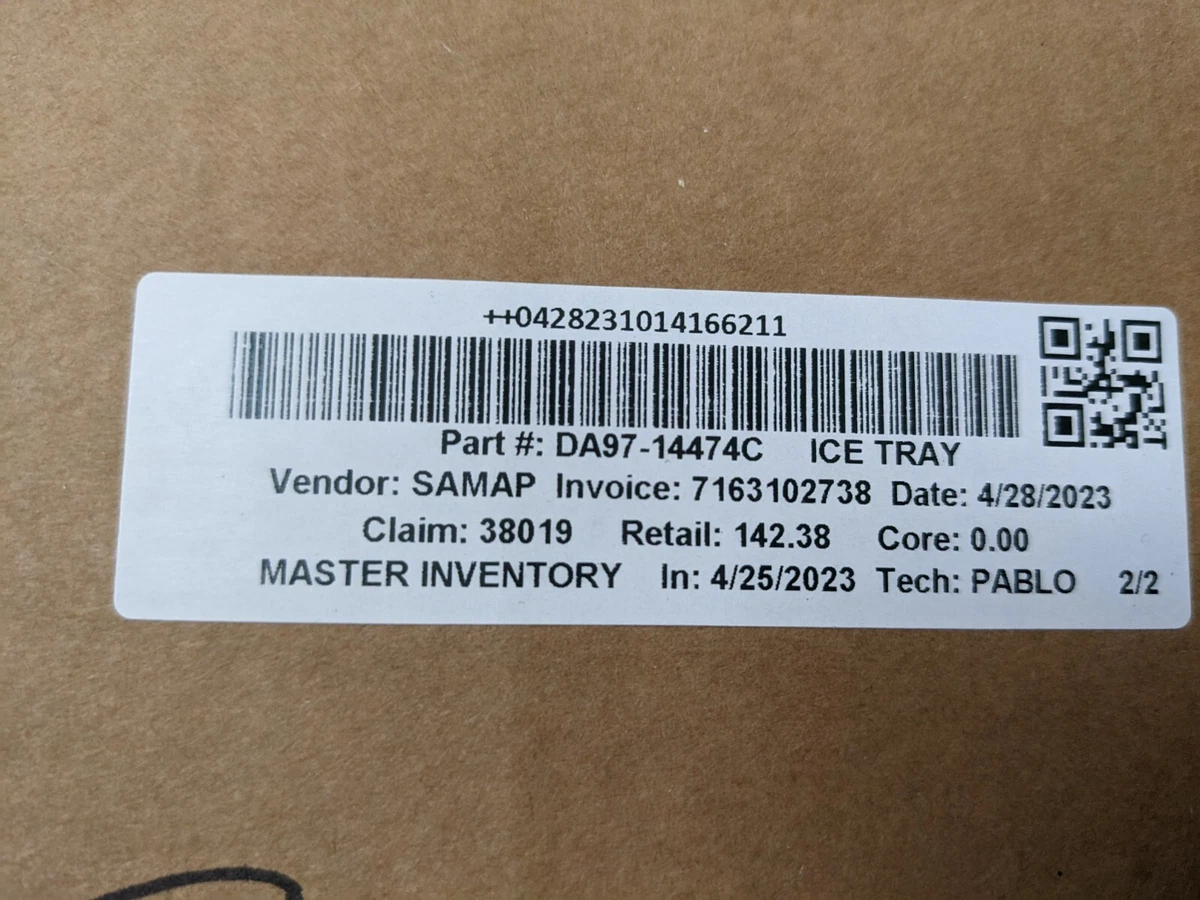 ++0428231014166211
Part #: DA97-14474C ICE TRAY
Vendor: SAMAP Invoice: 7163102738 Date: 4/28/2023
Claim: 38019 Retail: 142.38 Core: 0.00
MASTER INVENTORY In: 4/25/2023 Tech: PABLO 2/2